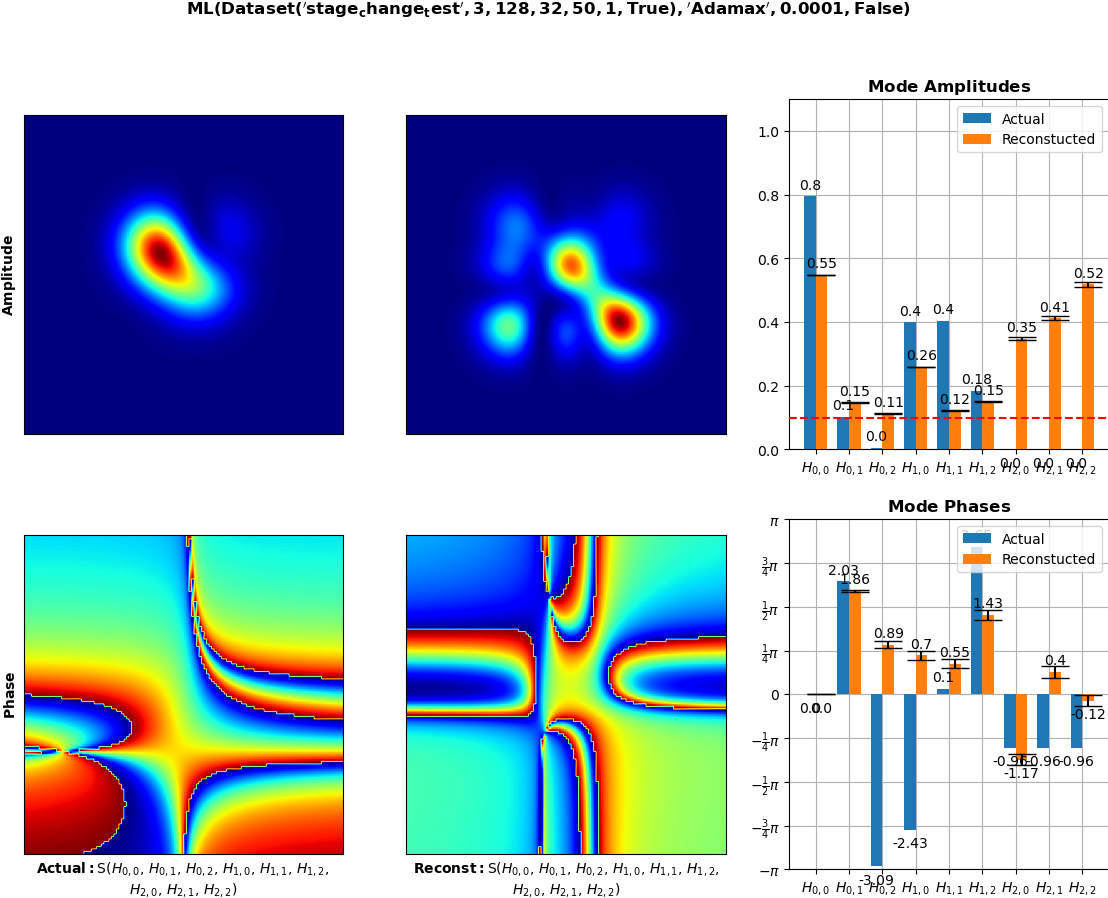 ML(Dataset('stage_change_test', 3, 128, 32, 50, 1, True), 'Adamax', 0.0001, False)
Amplitude
Mode Amplitudes
Actual
Reconstucted
1.0
0.8
0.6
0.4
0.2
0.0
0.8
0.55
0.1
0.15
0.0
0.11
0.4
0.26
0.4
0.12
0.18
0.15
0.0
0.35
0.0
0.41
0.0
0.52
H0,0 H0,1 H0,2 H1,0 H1,1 H1,2 H2,0 H2,1 H2,2
Phase
Mode Phases
Actual
Reconstucted
π
3/4π
1/2π
1/4π
0
−1/4π
−1/2π
−3/4π
−π
0.0
0.0
2.03
1.86
-3.09
0.89
-2.43
0.7
0.1
0.55
2.65
1.43
-0.96
-1.17
-0.96
0.4
-0.96
-0.12
H0,0 H0,1 H0,2 H1,0 H1,1 H1,2 H2,0 H2,1 H2,2
Actual: S(H0,0, H0,1, H0,2, H1,0, H1,1, H1,2,
H2,0, H2,1, H2,2)
Reconst: S(H0,0, H0,1, H0,2, H1,0, H1,1, H1,2,
H2,0, H2,1, H2,2)